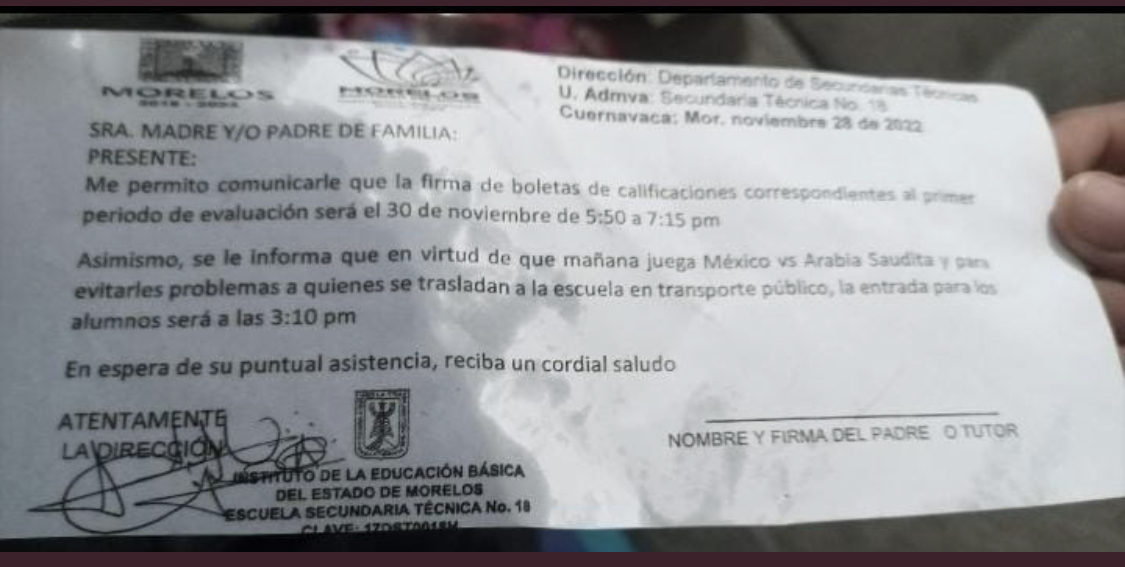 MORELOS
2018 - 2024
MORELOS
Dirección: Departamento de Secundarias Técnicas
U. Admva: Secundaria Técnica No. 18
Cuernavaca; Mor. noviembre 28 de 2022
SRA. MADRE Y/O PADRE DE FAMILIA:
PRESENTE:
Me permito comunicarle que la firma de boletas de calificaciones correspondientes al primer
periodo de evaluación será el 30 de noviembre de 5:50 a 7:15 pm
Asimismo, se le informa que en virtud de que mañana juega México vs Arabia Saudita y para
evitarles problemas a quienes se trasladan a la escuela en transporte público, la entrada para los
alumnos será a las 3:10 pm
En espera de su puntual asistencia, reciba un cordial saludo
ATENTAMENTE
LA DIRECCIÓN
INSTITUTO DE LA EDUCACIÓN BÁSICA
DEL ESTADO DE MORELOS
ESCUELA SECUNDARIA TÉCNICA No. 18
CLAVE: 17DST0018M
NOMBRE Y FIRMA DEL PADRE O TUTOR